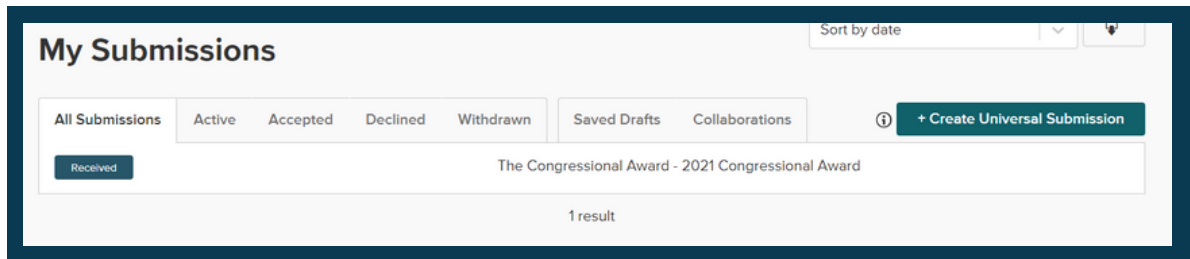 Sort by date
My Submissions
All Submissions Active Accepted Declined Withdrawn Saved Drafts Collaborations + Create Universal Submission
Received The Congressional Award - 2021 Congressional Award
1 result